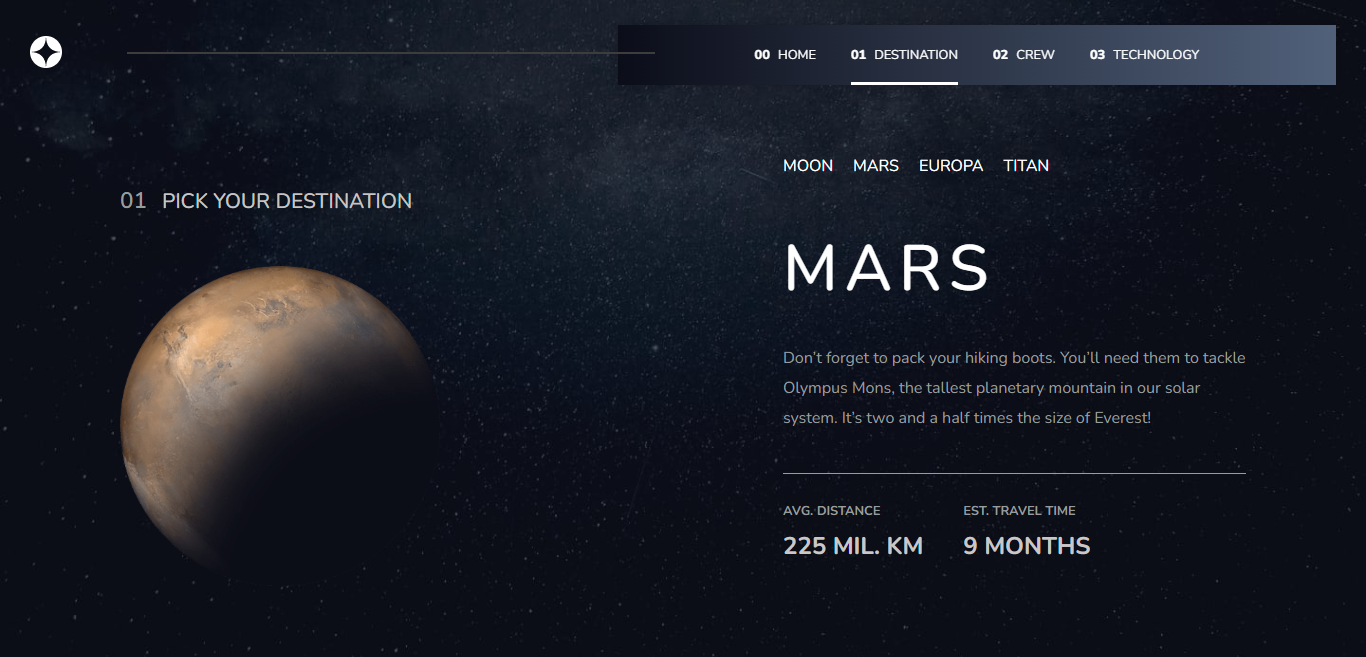 00 HOME 01 DESTINATION 02 CREW 03 TECHNOLOGY
MOON MARS EUROPA TITAN
01 PICK YOUR DESTINATION
MARS
Don’t forget to pack your hiking boots. You’ll need them to tackle
Olympus Mons, the tallest planetary mountain in our solar
system. It’s two and a half times the size of Everest!
AVG. DISTANCE EST. TRAVEL TIME
225 MIL. KM 9 MONTHS